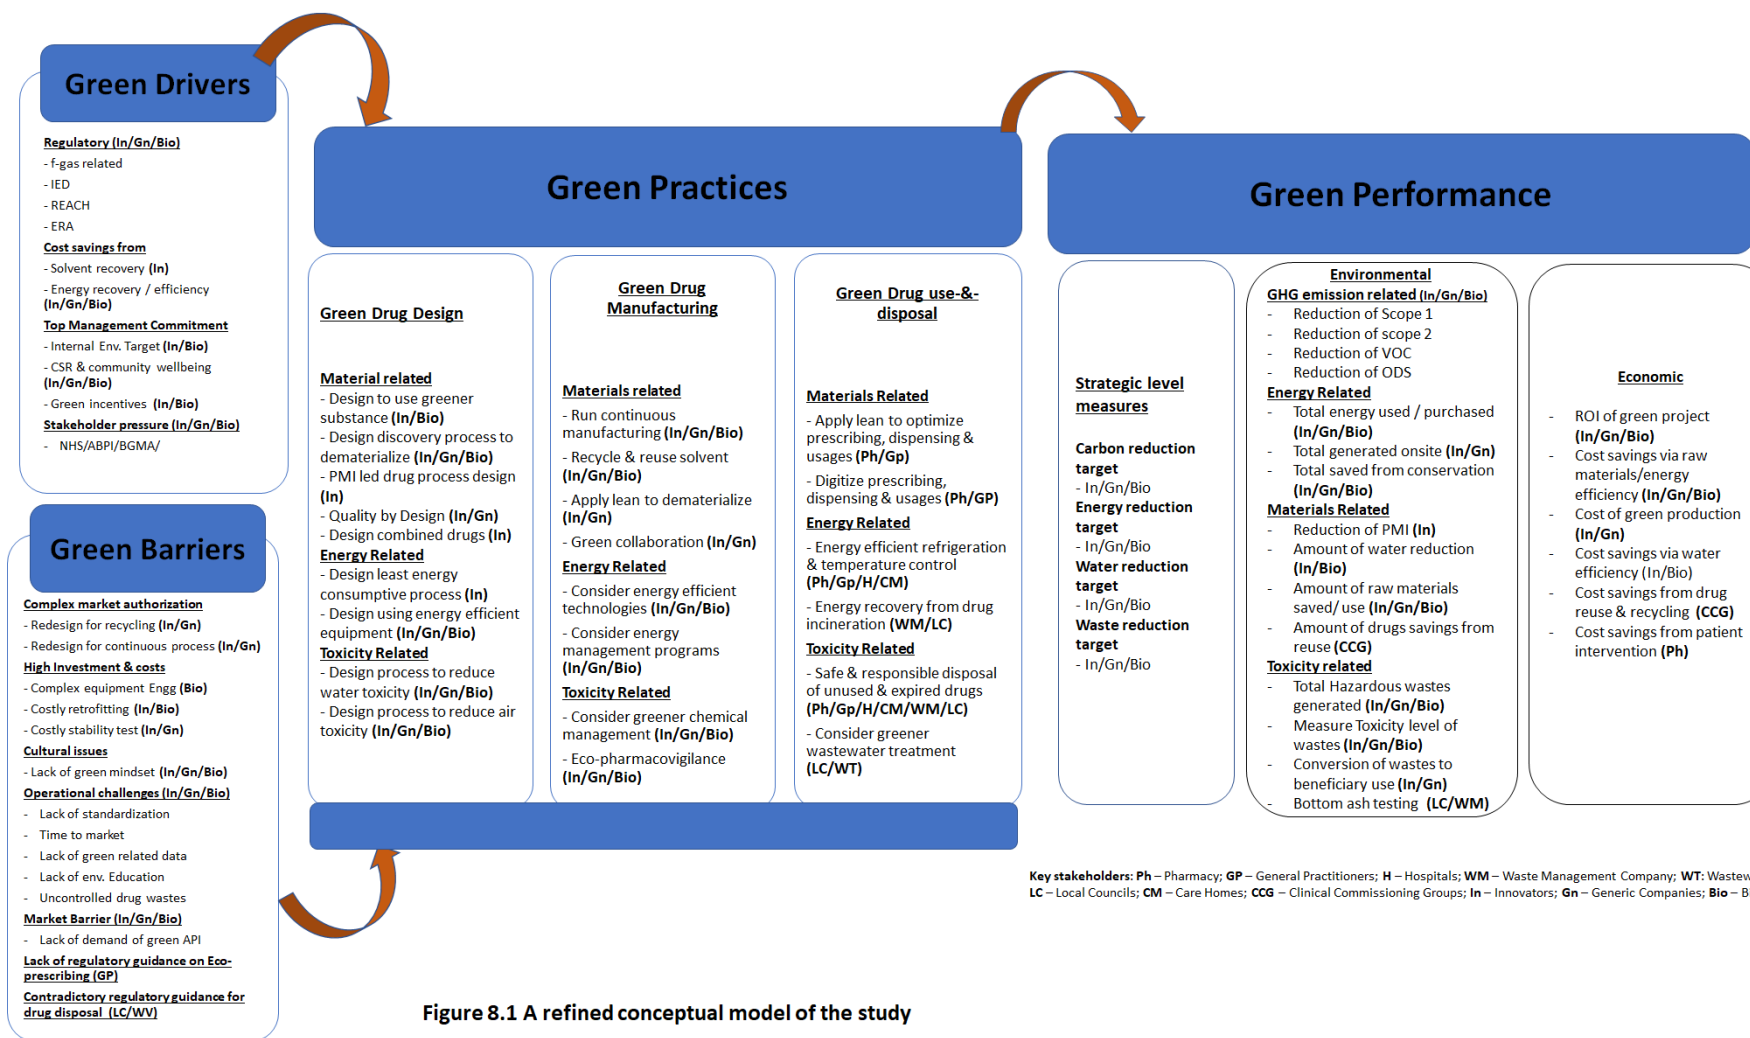 Green Drivers
Regulatory (In/Gn/Bio)
- f-gas related
- IED
- REACH
- ERA
Cost savings from
- Solvent recovery (In)
- Energy recovery / efficiency
(In/Gn/Bio)
Top Management Commitment
- Internal Env. Target (In/Bio)
- CSR & community wellbeing
(In/Gn/Bio)
- Green incentives (In/Bio)
Stakeholder pressure (In/Gn/Bio)
- NHS/ABPI/BGMA/
Green Barriers
Complex market authorization
- Redesign for recycling (In/Gn)
- Redesign for continuous process (In/Gn)
High Investment & costs
- Complex equipment Engg (Bio)
- Costly retrofitting (In/Bio)
- Costly stability test (In/Gn)
Cultural issues
- Lack of green mindset (In/Gn/Bio)
Operational challenges (In/Gn/Bio)
- Lack of standardization
- Time to market
- Lack of green related data
- Lack of env. Education
- Uncontrolled drug wastes
Market Barrier (In/Gn/Bio)
- Lack of demand of green API
Lack of regulatory guidance on Eco-
prescribing (GP)
Contradictory regulatory guidance for
drug disposal (LC/WV)
Green Practices
Green Drug Design
Material related
- Design to use greener
substance (In/Bio)
- Design discovery process to
dematerialize (In/Gn/Bio)
- PMI led drug process design
(In)
- Quality by Design (In/Gn)
- Design combined drugs (In)
Energy Related
- Design least energy
consumptive process (In)
- Design using energy efficient
equipment (In/Gn/Bio)
Toxicity Related
- Design process to reduce
water toxicity (In/Gn/Bio)
- Design process to reduce air
toxicity (In/Gn/Bio)
Green Drug
Manufacturing
Materials related
- Run continuous
manufacturing (In/Gn/Bio)
- Recycle & reuse solvent
(In/Gn/Bio)
- Apply lean to dematerialize
(In/Gn)
- Green collaboration (In/Gn)
Energy Related
- Consider energy efficient
technologies (In/Gn/Bio)
- Consider energy
management programs
(In/Gn/Bio)
Toxicity Related
- Consider greener chemical
management (In/Gn/Bio)
- Eco-pharmacovigilance
(In/Gn/Bio)
Green Drug use-&-
disposal
Materials Related
- Apply lean to optimize
prescribing, dispensing &
usages (Ph/Gp)
- Digitize prescribing,
dispensing & usages (Ph/GP)
Energy Related
- Energy efficient refrigeration
& temperature control
(Ph/Gp/H/CM)
- Energy recovery from drug
incineration (WM/LC)
Toxicity Related
- Safe & responsible disposal
of unused & expired drugs
(Ph/Gp/H/CM/WM/LC)
- Consider greener
wastewater treatment
(LC/WT)
Green Performance
Strategic level
measures
Carbon reduction
target
- In/Gn/Bio
Energy reduction
target
- In/Gn/Bio
Water reduction
target
- In/Gn/Bio
Waste reduction
target
- In/Gn/Bio
Environmental
GHG emission related (In/Gn/Bio)
- Reduction of Scope 1
- Reduction of scope 2
- Reduction of VOC
- Reduction of ODS
Energy Related
- Total energy used / purchased
(In/Gn/Bio)
- Total generated onsite (In/Gn)
- Total saved from conservation
(In/Gn/Bio)
Materials Related
- Reduction of PMI (In)
- Amount of water reduction
(In/Bio)
- Amount of raw materials
saved/ use (In/Gn/Bio)
- Amount of drugs savings from
reuse (CCG)
Toxicity related
- Total Hazardous wastes
generated (In/Gn/Bio)
- Measure Toxicity level of
wastes (In/Gn/Bio)
- Conversion of wastes to
beneficiary use (In/Gn)
- Bottom ash testing (LC/WM)
Economic
- ROI of green project
(In/Gn/Bio)
- Cost savings via raw
materials/energy
efficiency (In/Gn/Bio)
- Cost of green production
(In/Gn)
- Cost savings via water
efficiency (In/Bio)
- Cost savings from drug
reuse & recycling (CCG)
- Cost savings from patient
intervention (Ph)
Key stakeholders: Ph – Pharmacy; GP – General Practitioners; H – Hospitals; WM – Waste Management Company; WT: Wastew
LC – Local Councils; CM – Care Homes; CCG – Clinical Commissioning Groups; In – Innovators; Gn – Generic Companies; Bio – B
Figure 8.1 A refined conceptual model of the study